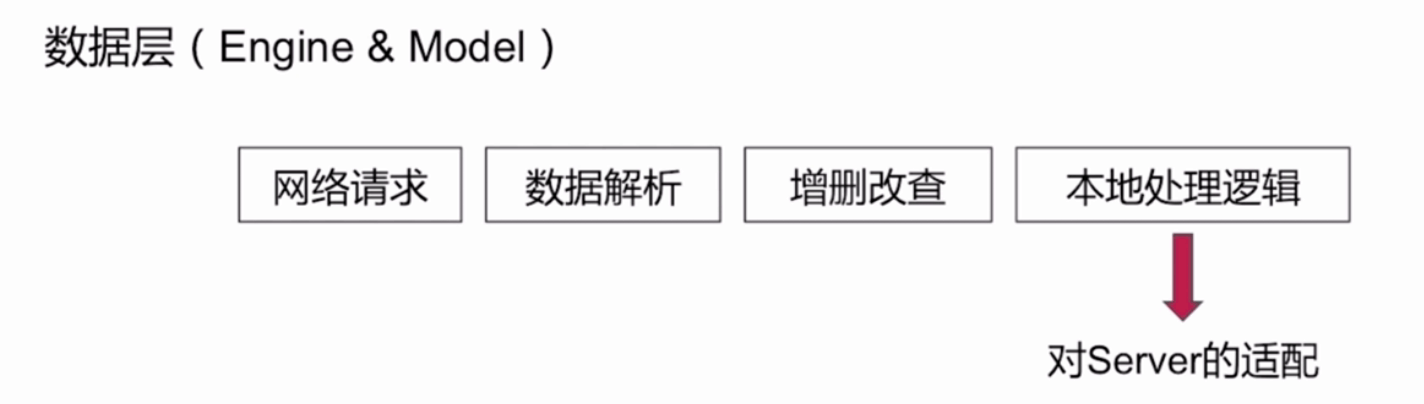 数据层（Engine & Model）
网络请求
数据解析
增删改查
本地处理逻辑
对Server的适配